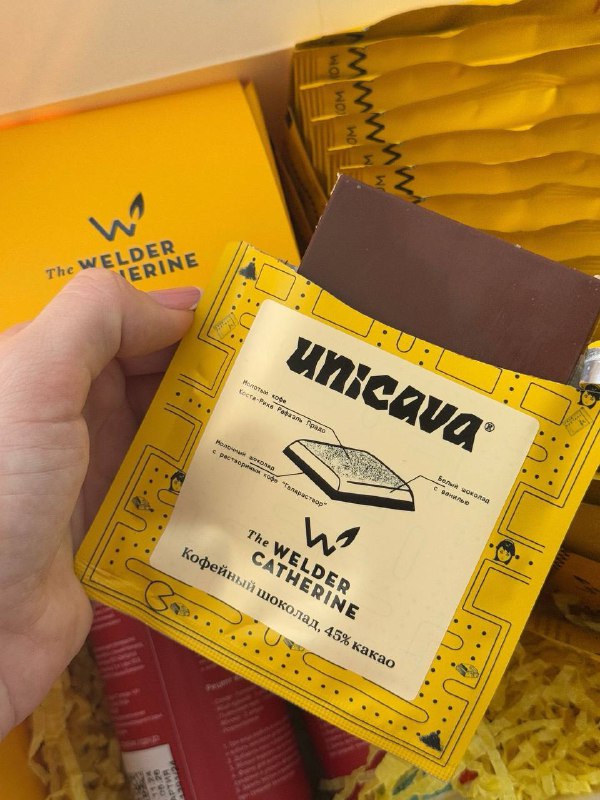 The WELDER
CATHERINE
unicava®
Молотый кофе
Коста-Рика Рафаэль Прадо
Молочный шоколад
с растворимым кофе "Галараствор"
Белый шоколад
с ванилью
The WELDER
CATHERINE
Кофейный шоколад, 45% какао